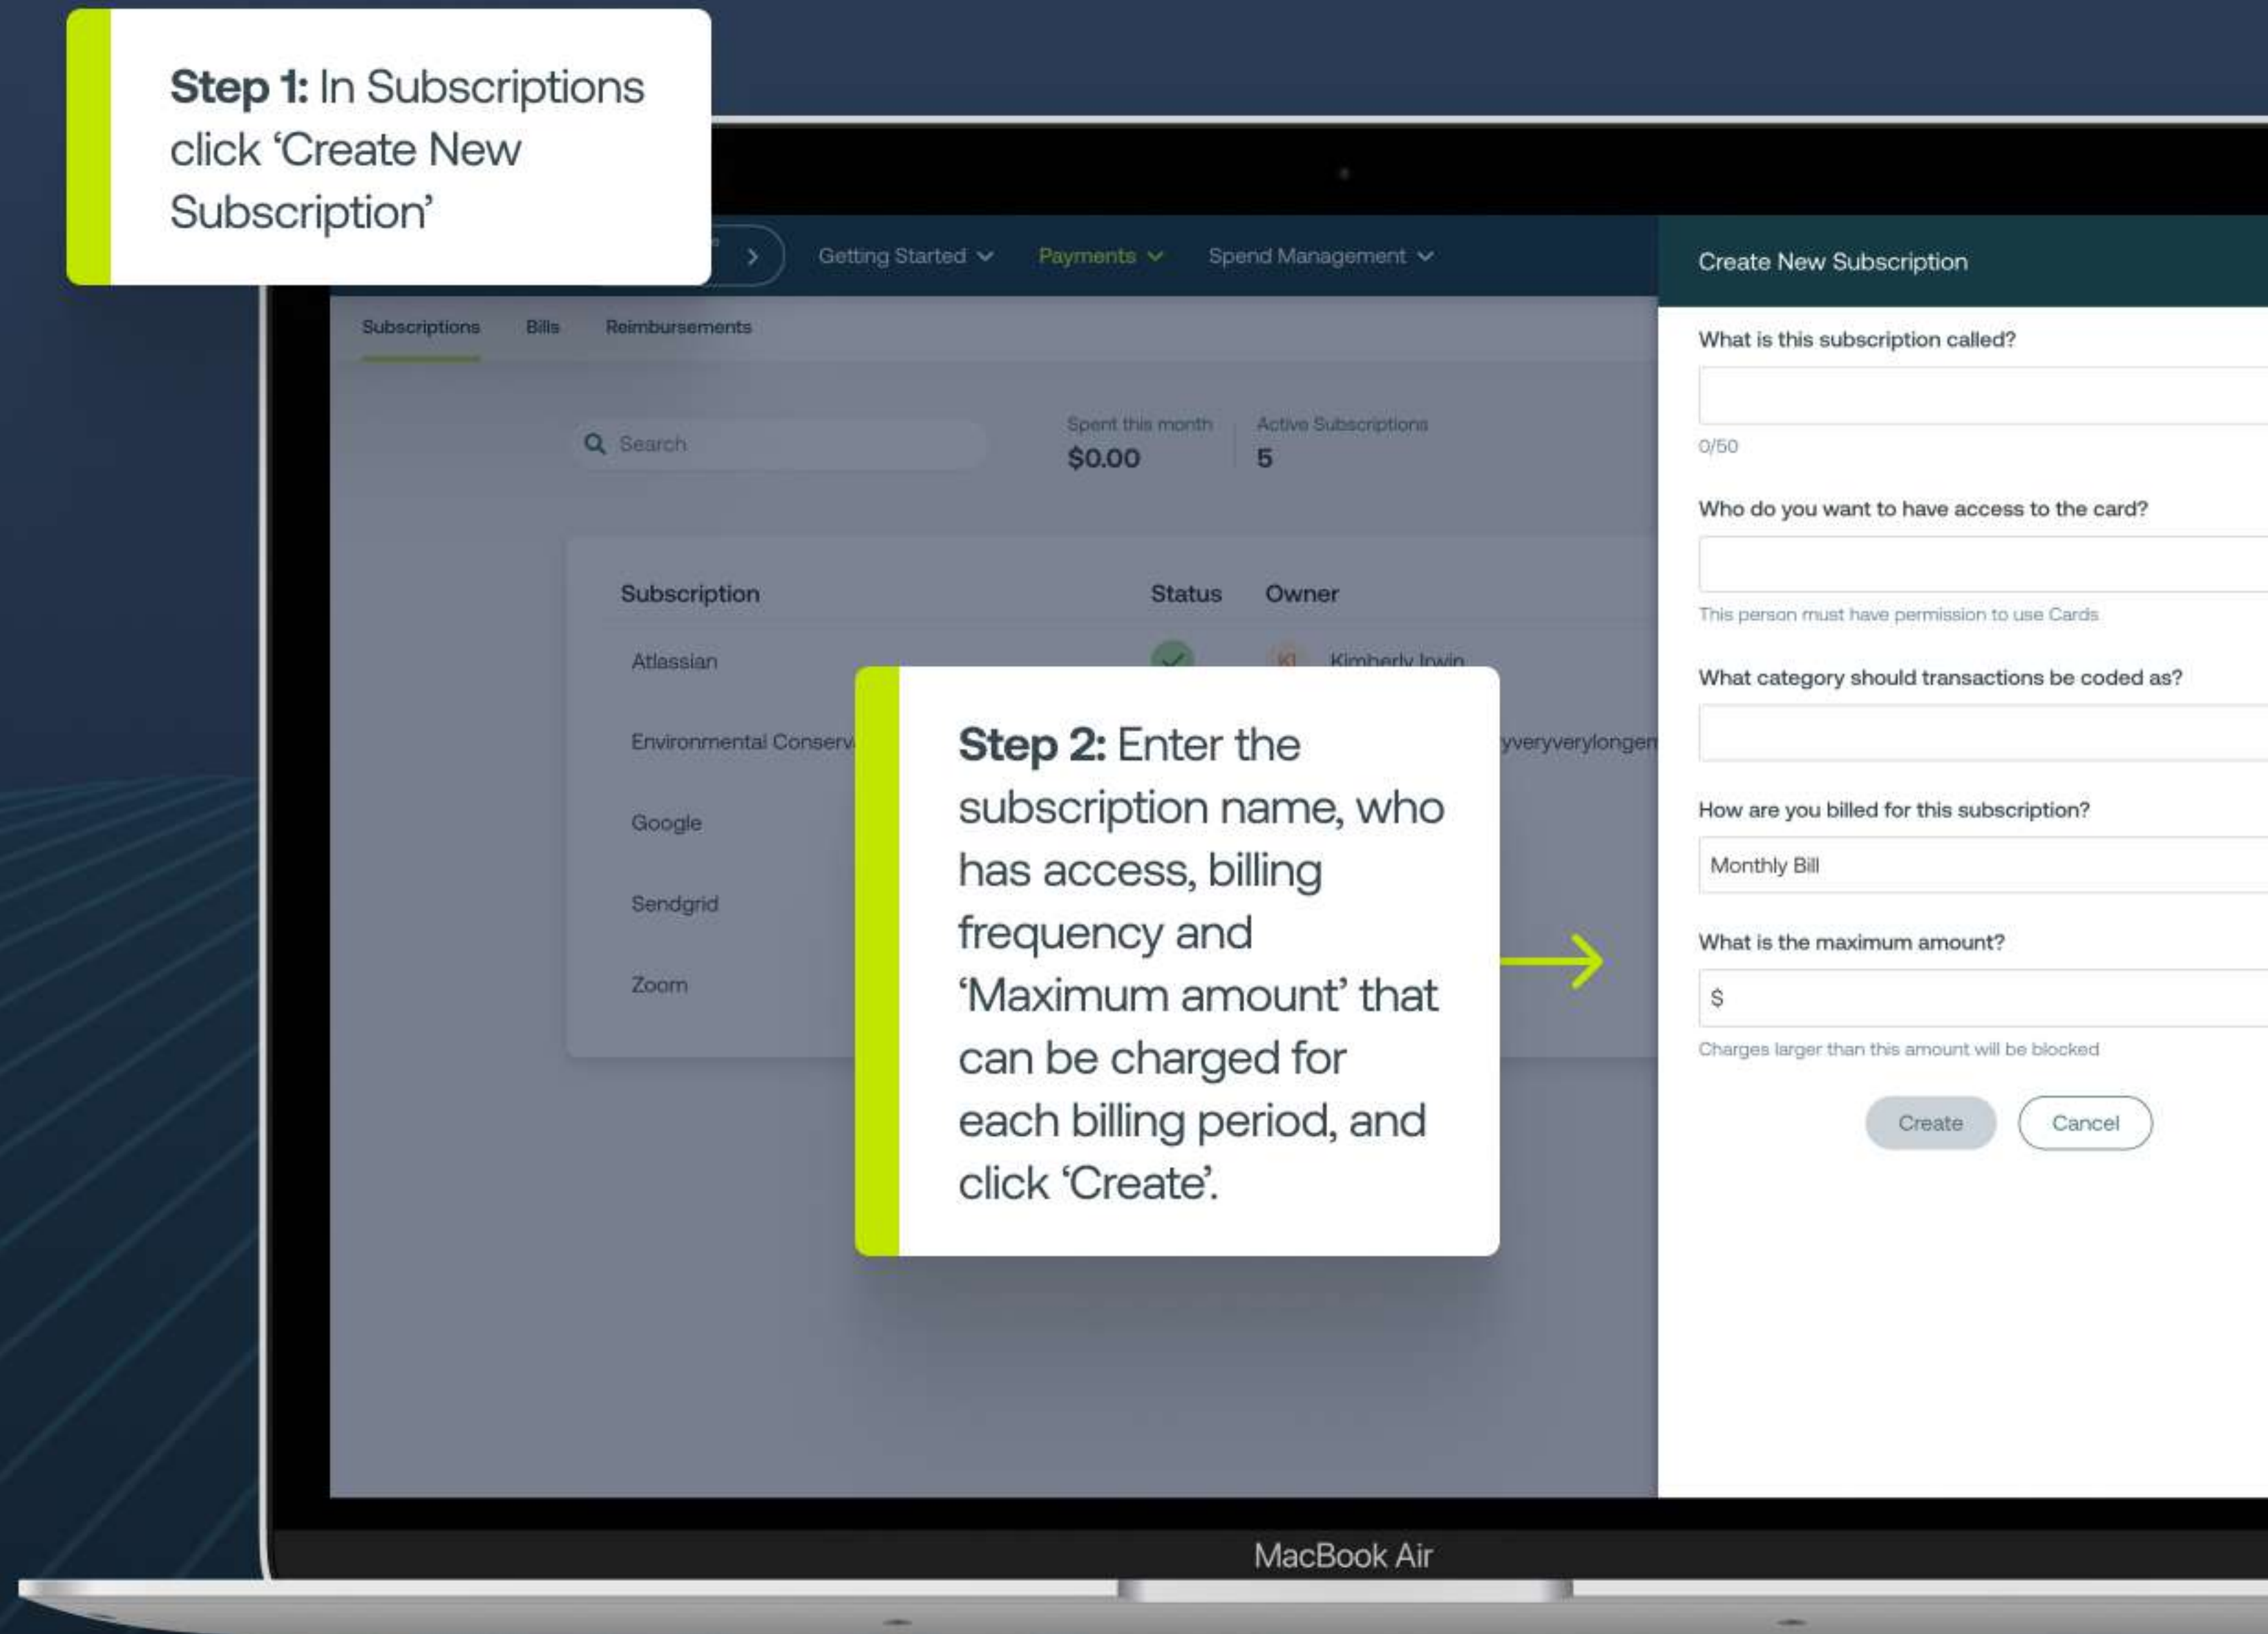 Step 1: In Subscriptions
click ‘Create New
Subscription’
Getting Started
Payments
Spend Management
Create New Subscription
Subscriptions
Bills
Reimbursements
What is this subscription called?
0/50
Search
Spent this month
$0.00
Active Subscriptions
5
Who do you want to have access to the card?
This person must have permission to use Cards
Subscription
Status
Owner
Atlassian
KI
Kimberly Irwin
Environmental Conserv
yveryverylongen
Google
Sendgrid
Zoom
Step 2: Enter the
subscription name, who
has access, billing
frequency and
‘Maximum amount’ that
can be charged for
each billing period, and
click ‘Create’.
What category should transactions be coded as?
How are you billed for this subscription?
Monthly Bill
What is the maximum amount?
$
Charges larger than this amount will be blocked
Create
Cancel
MacBook Air